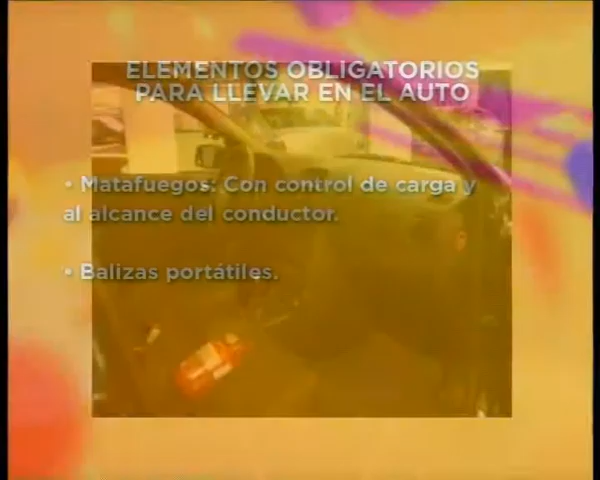 ELEMENTOS OBLIGATORIOS
PARA LLEVAR EN EL AUTO
• Matafuegos: Con control de carga y
al alcance del conductor.
• Balizas portátiles.